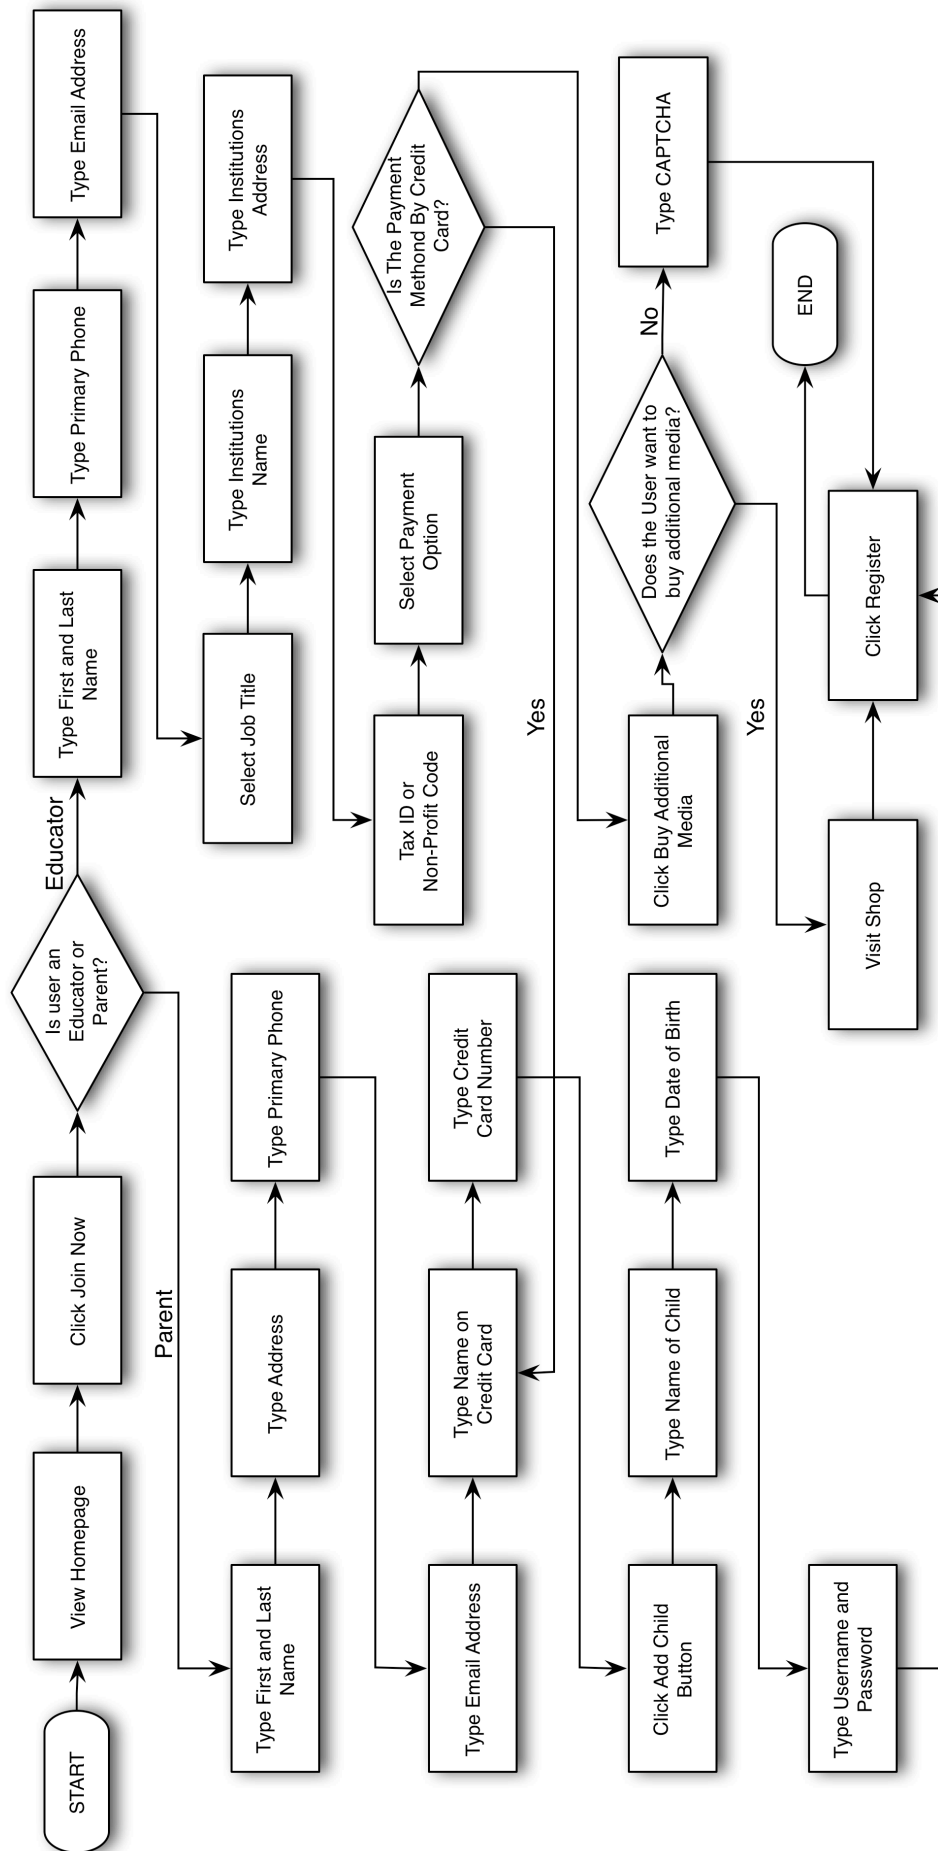 START
View Homepage
Click Join Now
Is user an
Educator or
Parent?
Educator
Type First and Last
Name
Type Primary Phone
Type Email Address
Select Job Title
Type Institutions
Name
Type Institutions
Address
Parent
Type First and Last
Name
Type Address
Type Primary Phone
Tax ID or
Non-Profit Code
Select Payment
Option
Is The Payment
Methond By Credit
Card?
Yes
Type Email Address
Type Name on
Credit Card
Type Credit
Card Number
Click Buy Additional
Media
Does the User want to
buy additional media?
No
Type CAPTCHA
Click Add Child
Button
Type Name of Child
Type Date of Birth
Yes
END
Type Username and
Password
Visit Shop
Click Register